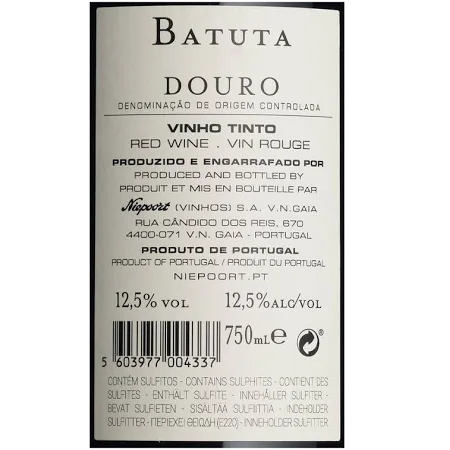 BATUTA
DOURO
DENOMINAÇÃO DE ORIGEM CONTROLADA
VINHO TINTO
RED WINE . VIN ROUGE
PRODUZIDO E ENGARRAFADO POR
PRODUCED AND BOTTLED BY
PRODUIT ET MIS EN BOUTEILLE PAR
Niepoort (VINHOS) S.A. V.N.GAIA
RUA CÂNDIDO DOS REIS, 670
4400-071 V.N. GAIA - PORTUGAL
PRODUTO DE PORTUGAL
PRODUCT OF PORTUGAL / PRODUIT DU PORTUGAL
NIEPOORT.PT
12,5% VOL 12,5% ALC/VOL
750mL e
5 603977 004337
CONTÉM SULFITOS - CONTAINS SULPHITES - CONTIENT DES
SULFITES - ENTHÄLT SULFITE - INNEHÅLLER SULFITER -
BEVAT SULFIETEN - SISÄLTÄÄ SULFIITTIA - INDEHOLDER
SULFITTER - ΠΕΡΙΕΧΕΙ ΘΕΙΩΔΗ (E220) - INNEHOLDER SULFITTER